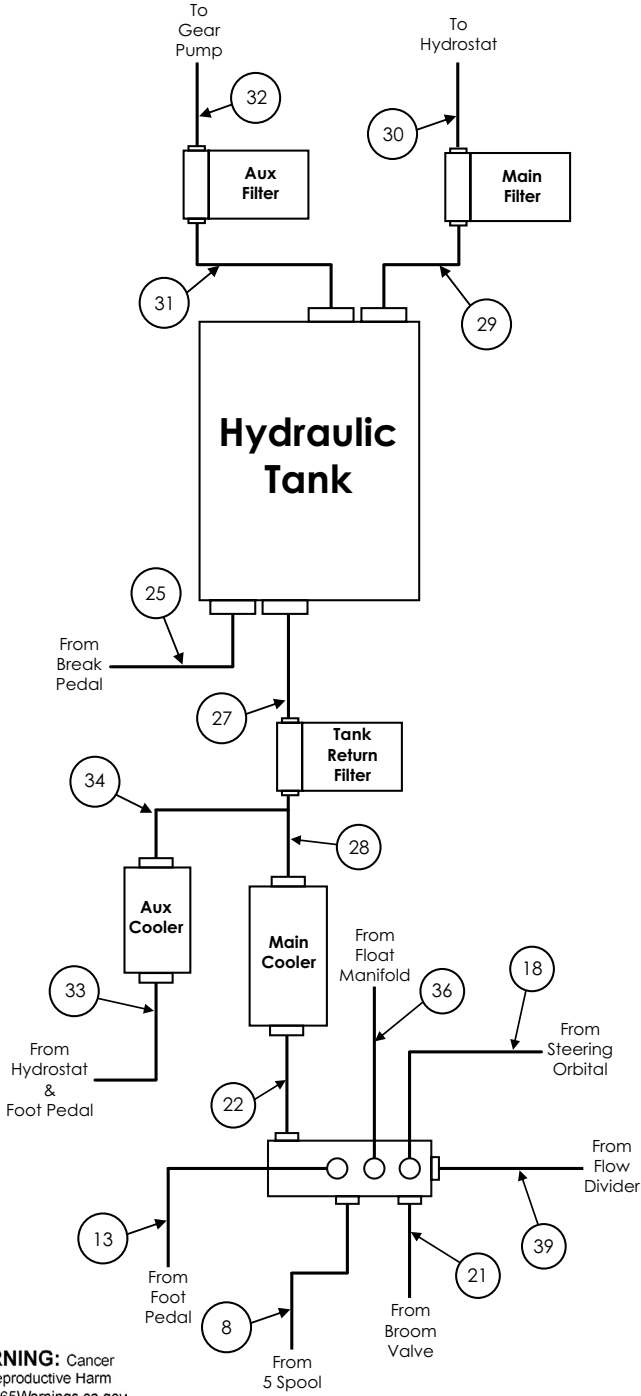 To
Gear
Pump
To
Hydrostat
32
30
Aux
Filter
Main
Filter
31
29
Hydraulic
Tank
25
From
Break
Pedal
27
Tank
Return
Filter
34
28
Aux
Cooler
Main
Cooler
From
Float
Manifold
18
33
36
From
Steering
Orbital
From
Hydrostat
&
Foot Pedal
22
From
Flow
Divider
13
39
21
From
Foot
Pedal
8
From
Broom
Valve
From
5 Spool
RNING: Cancer
eproductive Harm
65Warnings.ca.gov